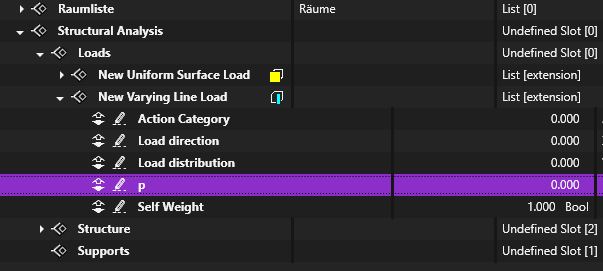 Raumliste Räume List [0]
Structural Analysis Undefined Slot [0]
Loads Undefined Slot [0]
New Uniform Surface Load List [extension]
New Varying Line Load List [extension]
Action Category 0.000
Load direction 0.000
Load distribution 0.000
p 0.000
Self Weight 1.000 Bool
Structure Undefined Slot [2]
Supports Undefined Slot [1]